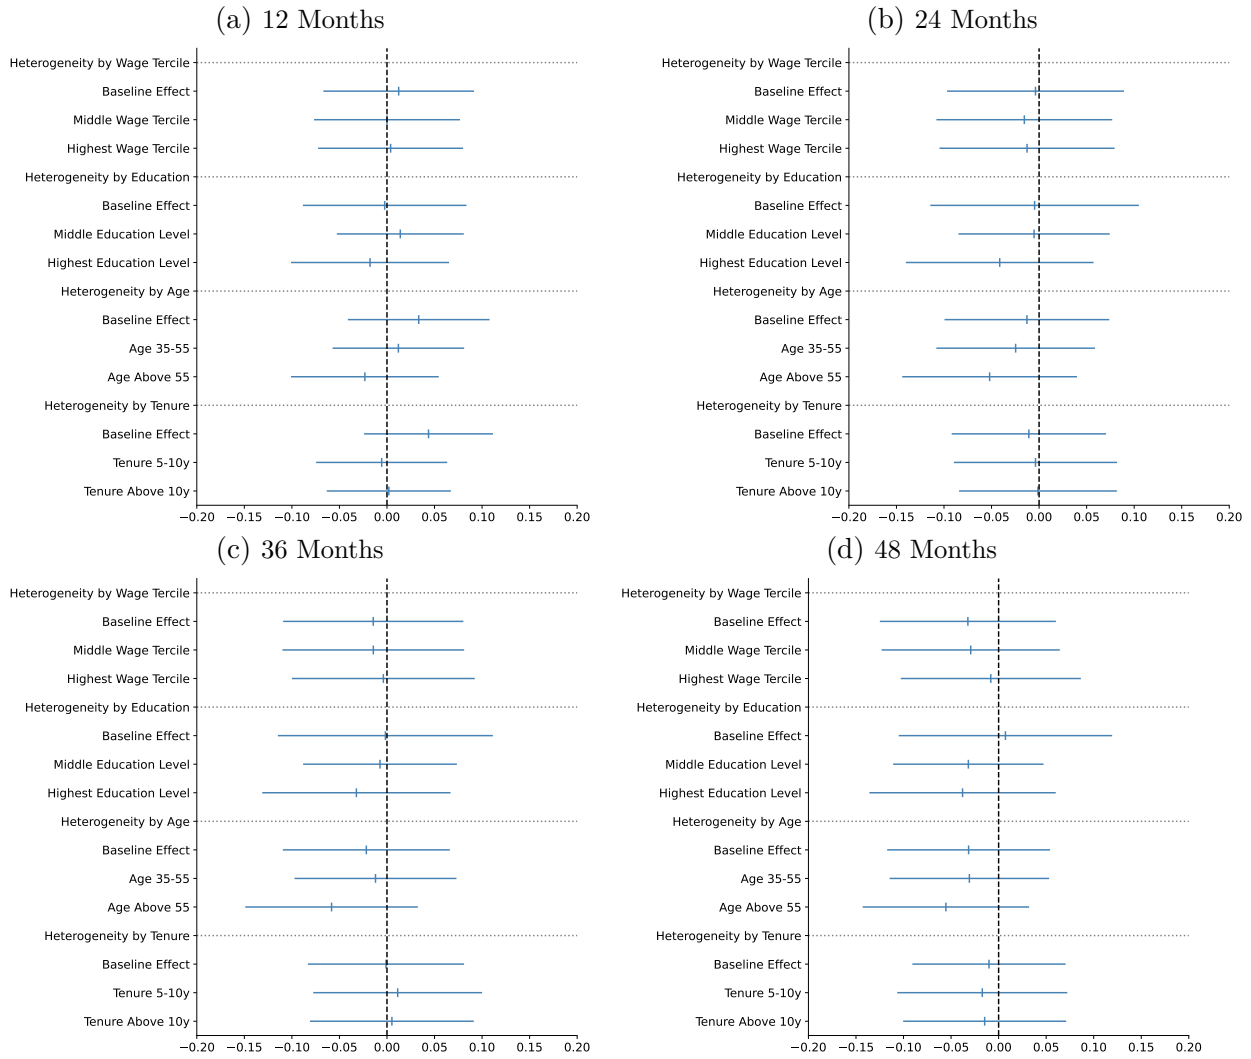 (a) 12 Months
Heterogeneity by Wage Tercile
Baseline Effect
Middle Wage Tercile
Highest Wage Tercile
Heterogeneity by Education
Baseline Effect
Middle Education Level
Highest Education Level
Heterogeneity by Age
Baseline Effect
Age 35-55
Age Above 55
Heterogeneity by Tenure
Baseline Effect
Tenure 5-10y
Tenure Above 10y
−0.20 −0.15 −0.10 −0.05 0.00 0.05 0.10 0.15 0.20
(b) 24 Months
Heterogeneity by Wage Tercile
Baseline Effect
Middle Wage Tercile
Highest Wage Tercile
Heterogeneity by Education
Baseline Effect
Middle Education Level
Highest Education Level
Heterogeneity by Age
Baseline Effect
Age 35-55
Age Above 55
Heterogeneity by Tenure
Baseline Effect
Tenure 5-10y
Tenure Above 10y
−0.20 −0.15 −0.10 −0.05 0.00 0.05 0.10 0.15 0.20
(c) 36 Months
Heterogeneity by Wage Tercile
Baseline Effect
Middle Wage Tercile
Highest Wage Tercile
Heterogeneity by Education
Baseline Effect
Middle Education Level
Highest Education Level
Heterogeneity by Age
Baseline Effect
Age 35-55
Age Above 55
Heterogeneity by Tenure
Baseline Effect
Tenure 5-10y
Tenure Above 10y
−0.20 −0.15 −0.10 −0.05 0.00 0.05 0.10 0.15 0.20
(d) 48 Months
Heterogeneity by Wage Tercile
Baseline Effect
Middle Wage Tercile
Highest Wage Tercile
Heterogeneity by Education
Baseline Effect
Middle Education Level
Highest Education Level
Heterogeneity by Age
Baseline Effect
Age 35-55
Age Above 55
Heterogeneity by Tenure
Baseline Effect
Tenure 5-10y
Tenure Above 10y
−0.20 −0.15 −0.10 −0.05 0.00 0.05 0.10 0.15 0.20